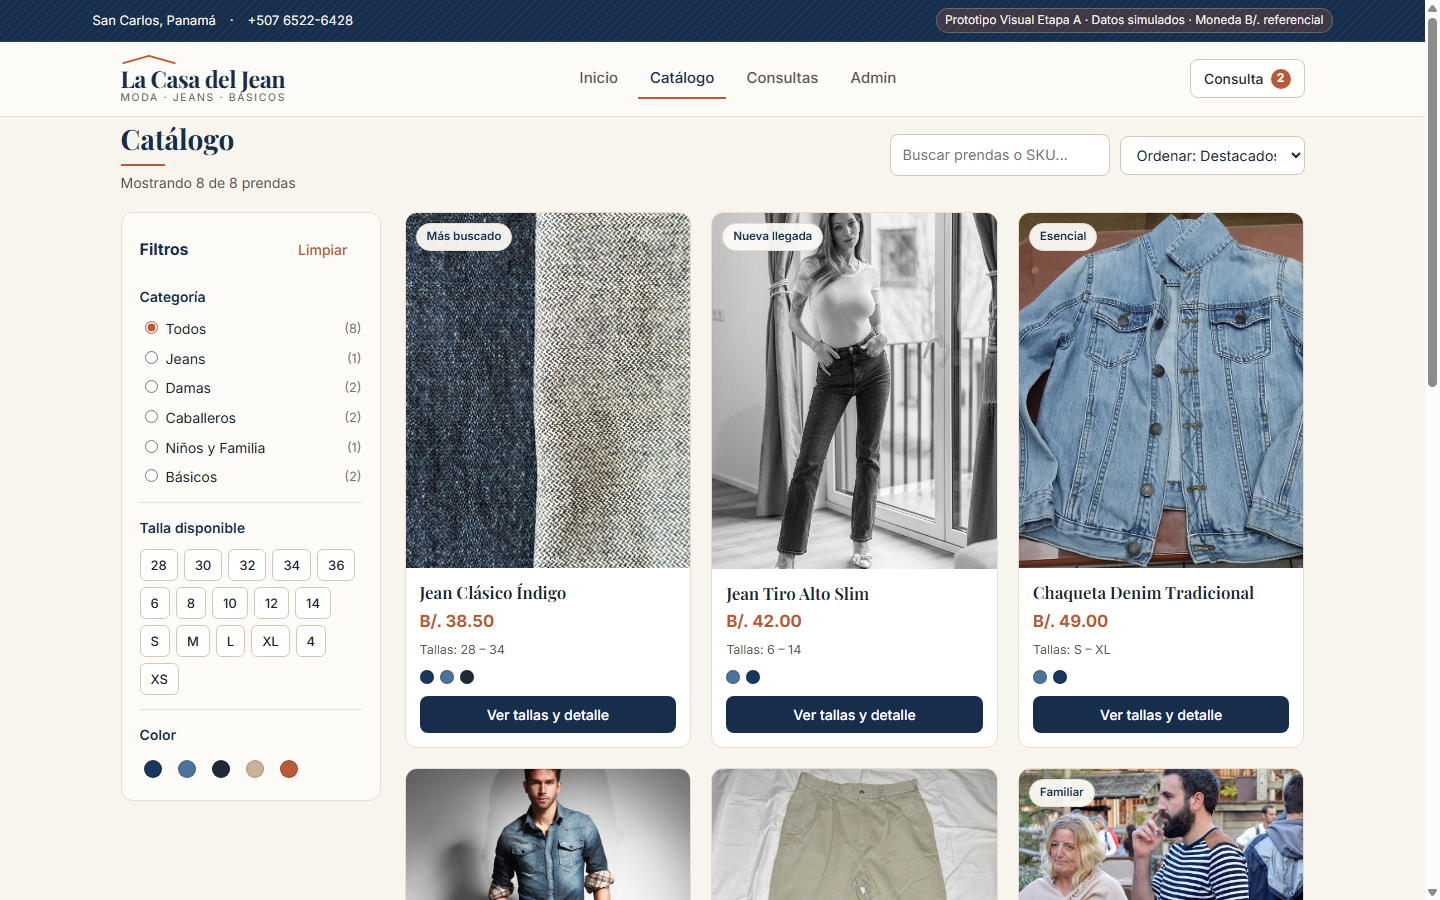 San Carlos, Panamá · +507 6522-6428
Prototipo Visual Etapa A · Datos simulados · Moneda B/. referencial
La Casa del Jean
MODA · JEANS · BÁSICOS
Inicio
Catálogo
Consultas
Admin
Consulta 2
Catálogo
Mostrando 8 de 8 prendas
Buscar prendas o SKU...
Ordenar: Destacados
Filtros
Limpiar
Categoría
Todos (8)
Jeans (1)
Damas (2)
Caballeros (2)
Niños y Familia (1)
Básicos (2)
Talla disponible
28 30 32 34 36
6 8 10 12 14
S M L XL 4
XS
Color
Más buscado
Jean Clásico Índigo
B/. 38.50
Tallas: 28 – 34
Ver tallas y detalle
Nueva llegada
Jean Tiro Alto Slim
B/. 42.00
Tallas: 6 – 14
Ver tallas y detalle
Esencial
Chaqueta Denim Tradicional
B/. 49.00
Tallas: S – XL
Ver tallas y detalle
Familiar